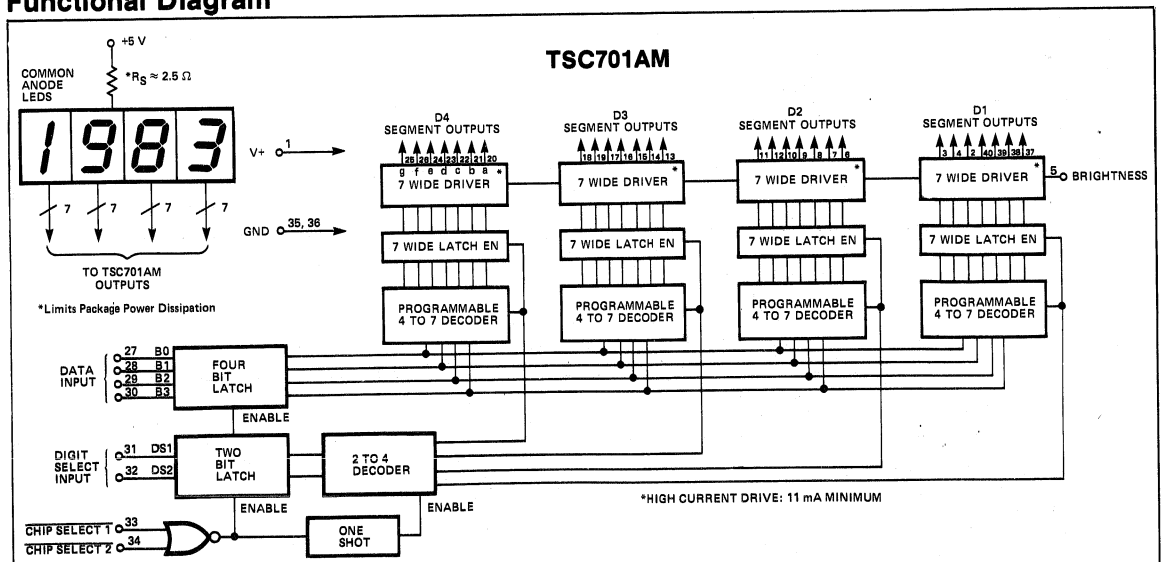 Functional Diagram
TSC701AM
+5 V
*RS ≈ 2.5 Ω
COMMON
ANODE
LEDS
1983
7 7 7 7
TO TSC701AM
OUTPUTS
*Limits Package Power Dissipation
V+ 1
GND 35, 36
D4
SEGMENT OUTPUTS
25 26 24 23 22 21 20
g f e d c b a *
7 WIDE DRIVER
7 WIDE LATCH EN
PROGRAMMABLE
4 TO 7 DECODER
D3
SEGMENT OUTPUTS
18 19 17 16 15 14 13
7 WIDE DRIVER *
7 WIDE LATCH EN
PROGRAMMABLE
4 TO 7 DECODER
D2
SEGMENT OUTPUTS
11 12 10 9 8 7 6
7 WIDE DRIVER *
7 WIDE LATCH EN
PROGRAMMABLE
4 TO 7 DECODER
D1
SEGMENT OUTPUTS
3 4 2 40 39 38 37
7 WIDE DRIVER *
5 BRIGHTNESS
7 WIDE LATCH EN
PROGRAMMABLE
4 TO 7 DECODER
DATA
INPUT
27 B0
28 B1
29 B2
30 B3
FOUR
BIT
LATCH
ENABLE
DIGIT
SELECT
INPUT
31 DS1
32 DS2
TWO
BIT
LATCH
ENABLE
2 TO 4
DECODER
ENABLE
*HIGH CURRENT DRIVE: 11 mA MINIMUM
CHIP SELECT 1 33
CHIP SELECT 2 34
ONE
SHOT